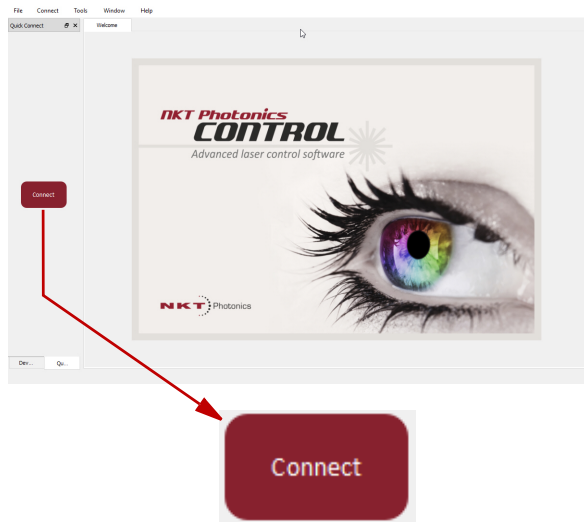 File Connect Tools Window Help
Quick Connect Welcome
NKT Photonics
CONTROL
Advanced laser control software
Connect
NKT Photonics
Dev... Qu...
Connect